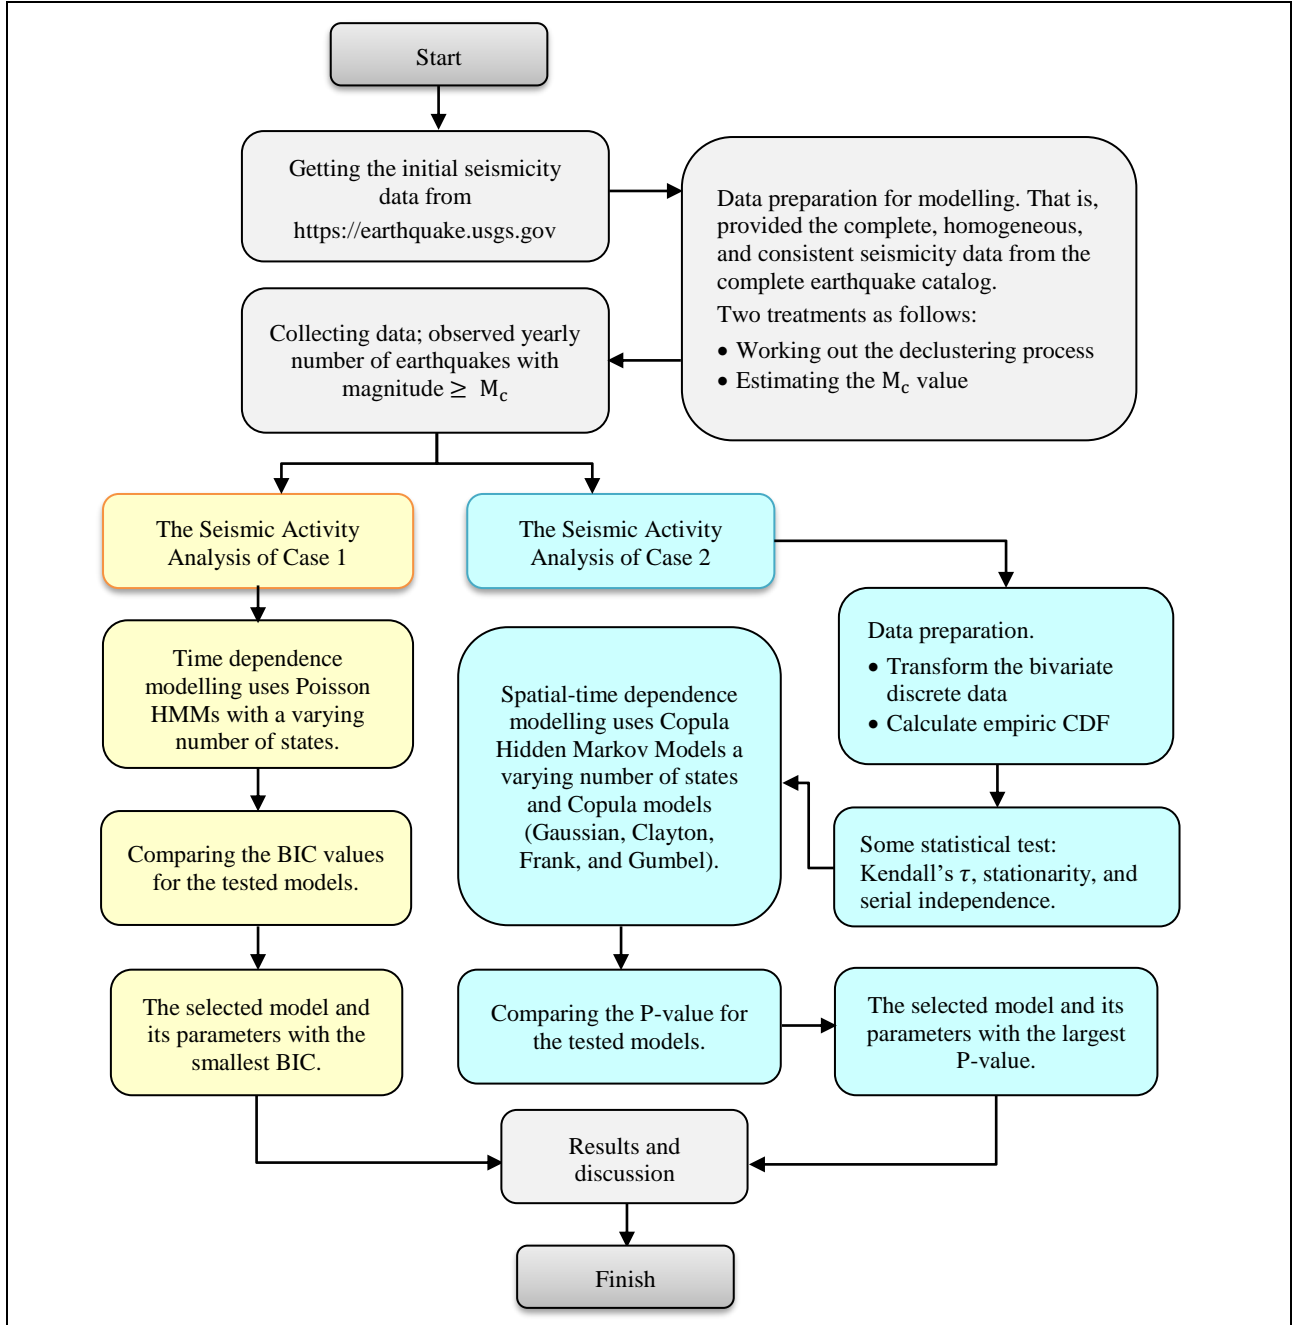 Start
Getting the initial seismicity
data from
https://earthquake.usgs.gov
Data preparation for modelling. That is,
provided the complete, homogeneous,
and consistent seismicity data from the
complete earthquake catalog.
Two treatments as follows:
• Working out the declustering process
• Estimating the Mc value
Collecting data; observed yearly
number of earthquakes with
magnitude ≥ Mc
The Seismic Activity
Analysis of Case 1
The Seismic Activity
Analysis of Case 2
Time dependence
modelling uses Poisson
HMMs with a varying
number of states.
Data preparation.
• Transform the bivariate
discrete data
• Calculate empiric CDF
Spatial-time dependence
modelling uses Copula
Hidden Markov Models a
varying number of states
and Copula models
(Gaussian, Clayton,
Frank, and Gumbel).
Some statistical test:
Kendall's τ, stationarity, and
serial independence.
Comparing the BIC values
for the tested models.
The selected model and
its parameters with the
smallest BIC.
Comparing the P-value for
the tested models.
The selected model and its
parameters with the largest
P-value.
Results and
discussion
Finish